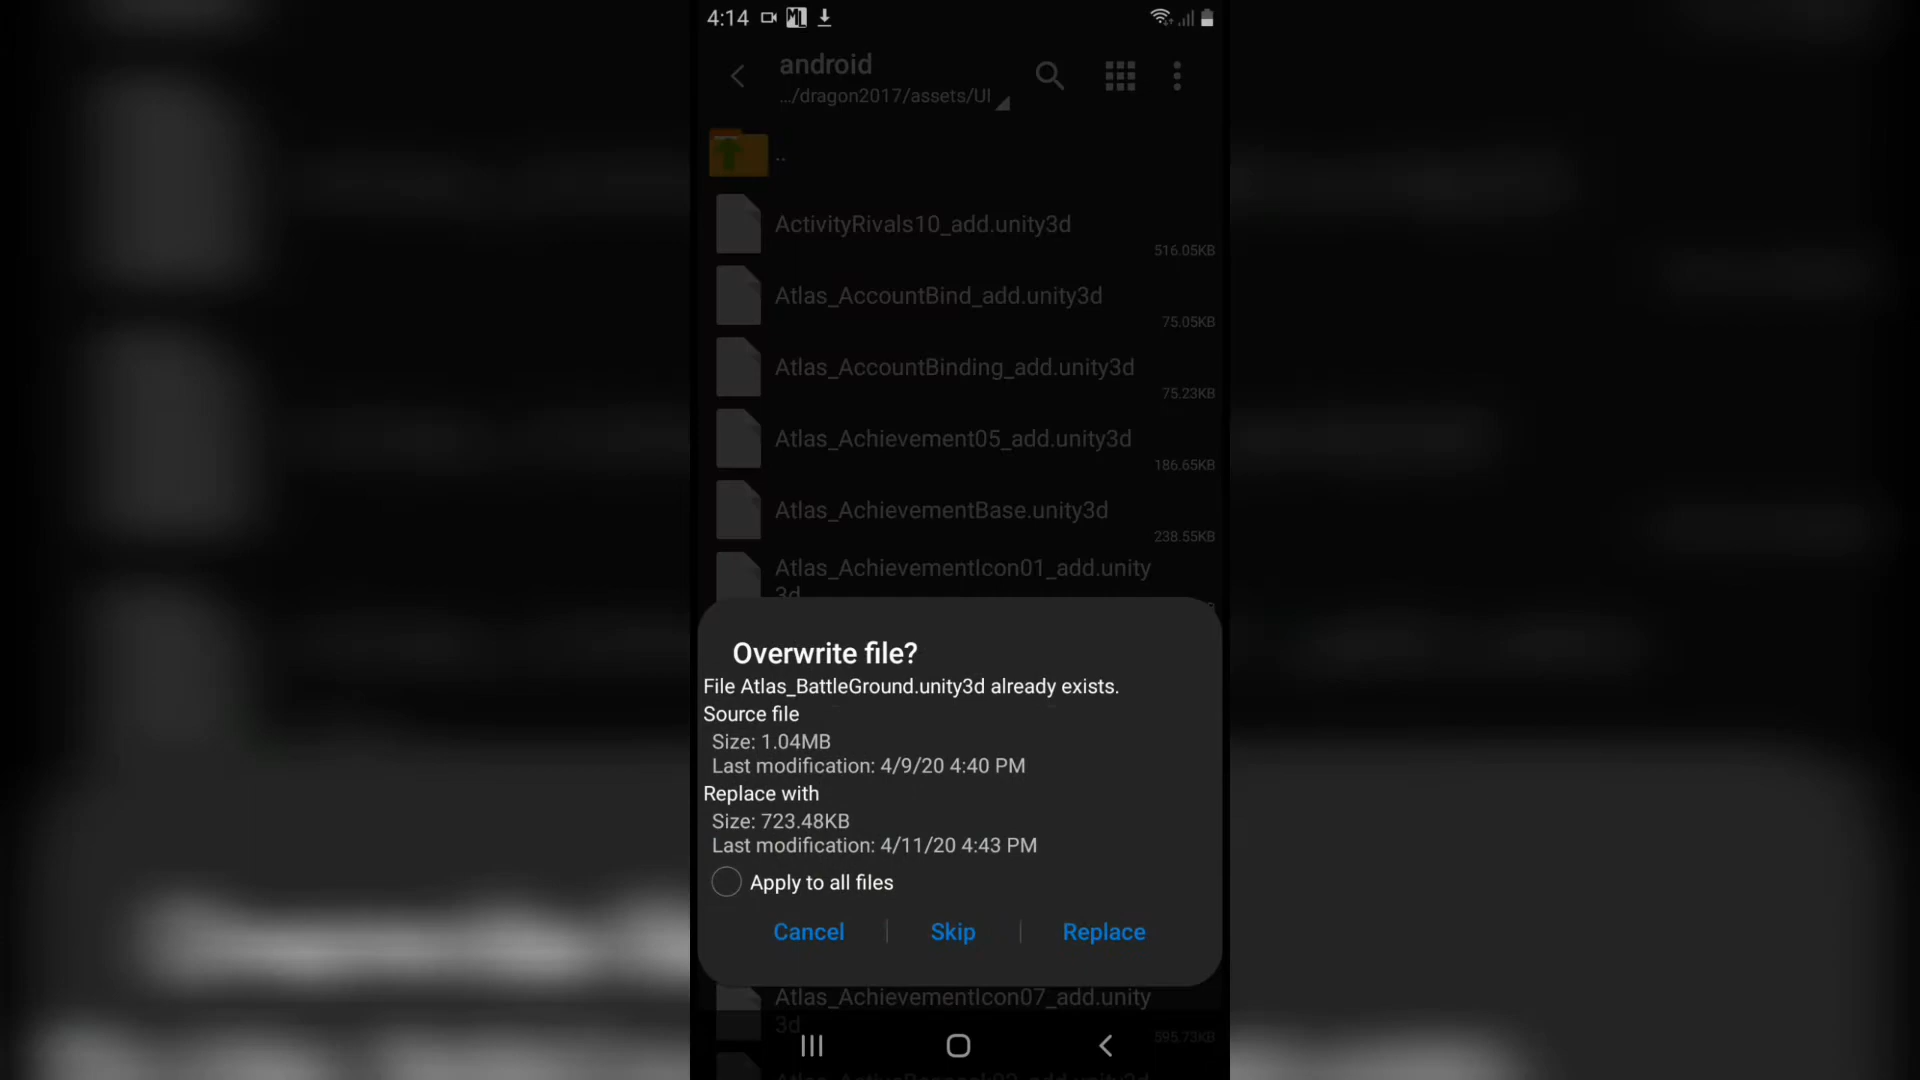 4:14
android
.../dragon2017/assets/UI
..
ActivityRivals10_add.unity3d
516.05KB
Atlas_AccountBind_add.unity3d
75.05KB
Atlas_AccountBinding_add.unity3d
75.23KB
Atlas_Achievement05_add.unity3d
186.65KB
Atlas_AchievementBase.unity3d
238.55KB
Atlas_AchievementIcon01_add.unity
3d
Overwrite file?
File Atlas_BattleGround.unity3d already exists.
Source file
Size: 1.04MB
Last modification: 4/9/20 4:40 PM
Replace with
Size: 723.48KB
Last modification: 4/11/20 4:43 PM
Apply to all files
Cancel | Skip | Replace
Atlas_AchievementIcon07_add.unity
3d
595.73KB